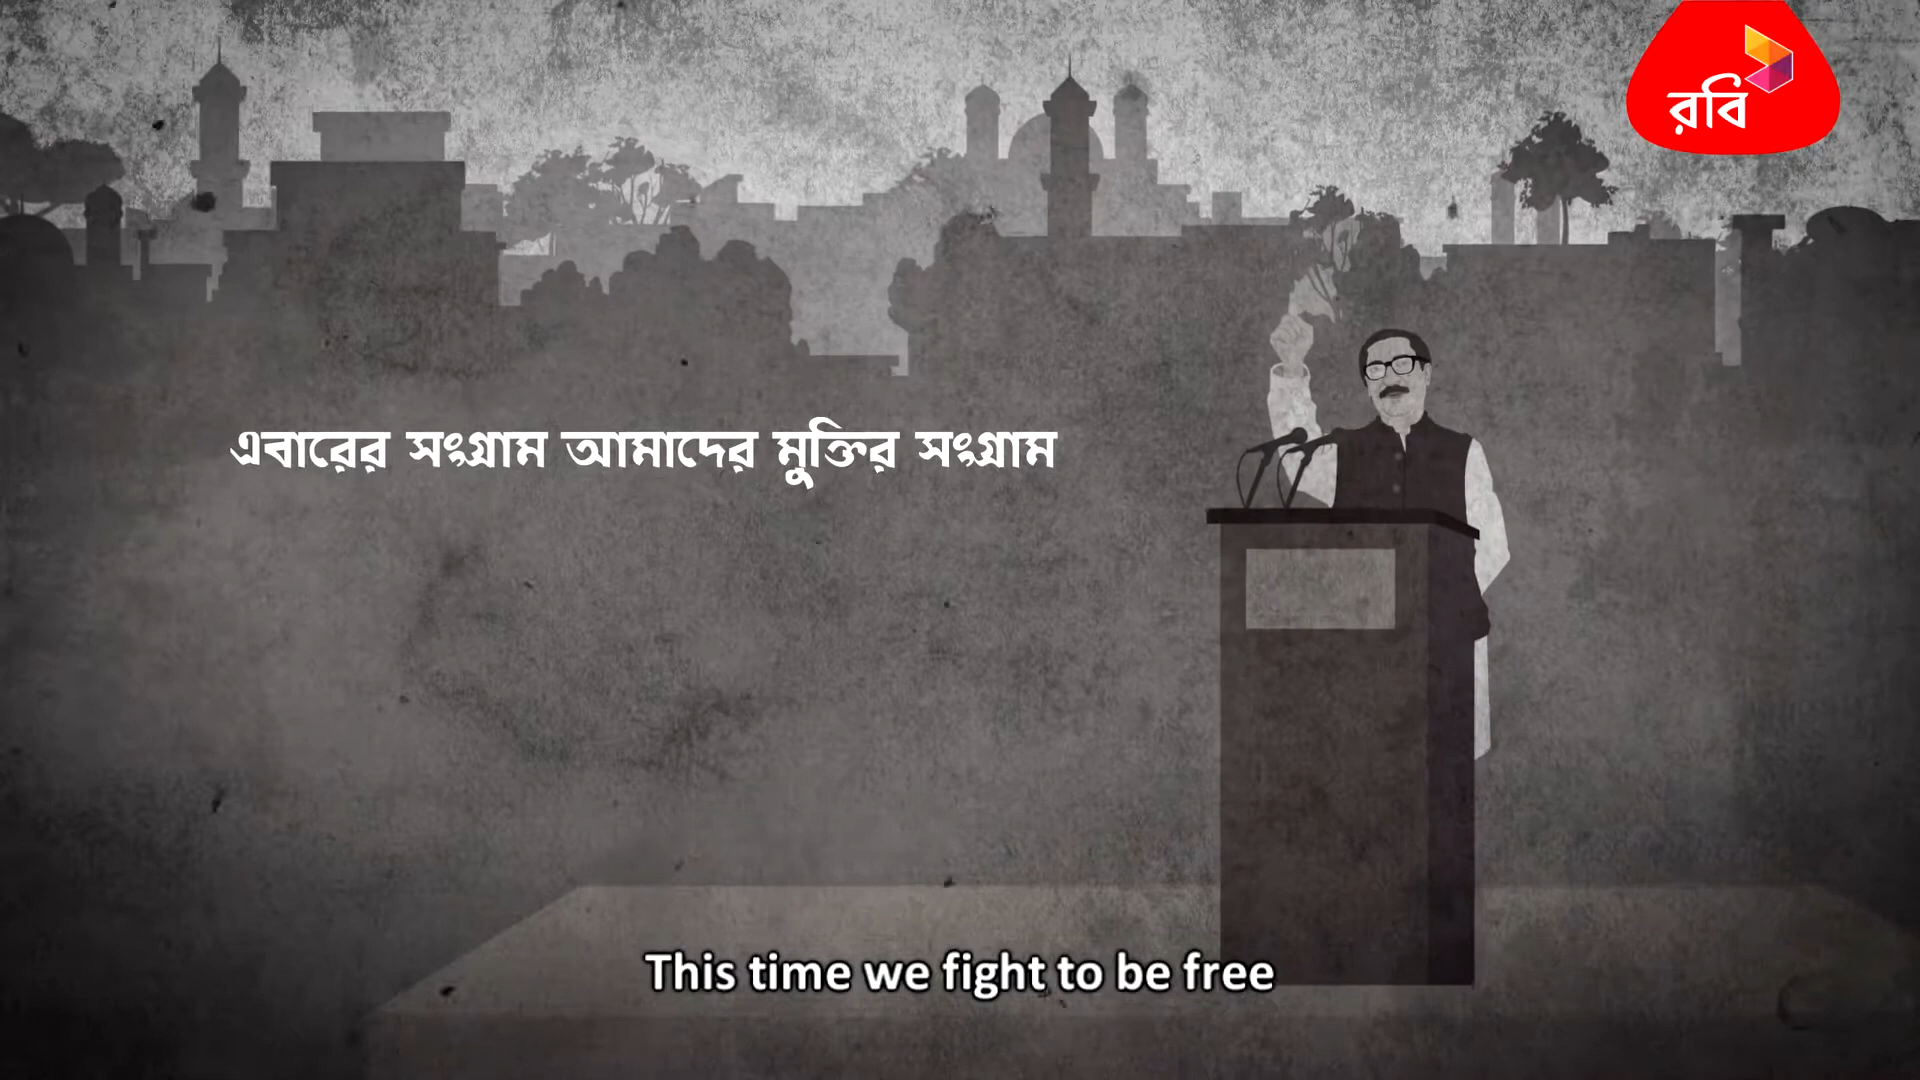 রবি
এবারের সংগ্রাম আমাদের মুক্তির সংগ্রাম
This time we fight to be free